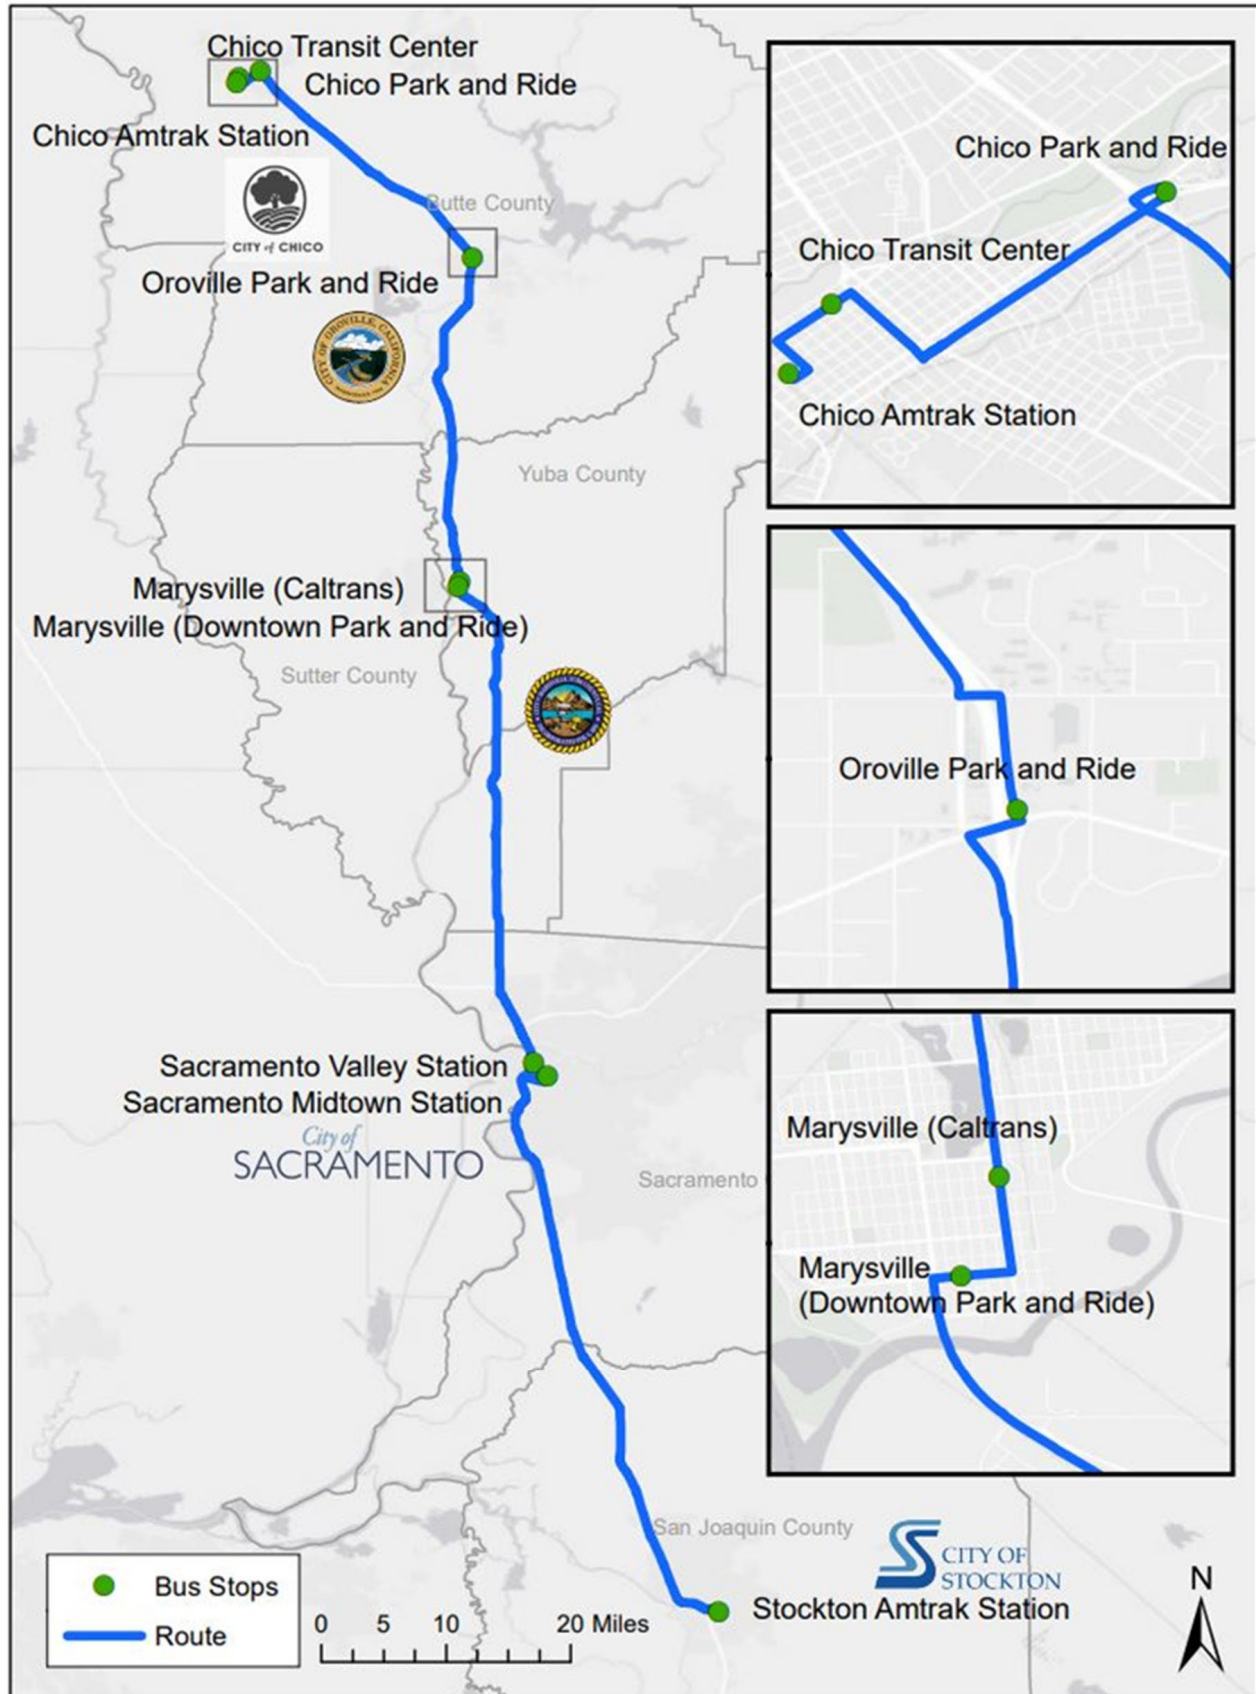 Chico Transit Center
Chico Park and Ride
Chico Amtrak Station
CITY of CHICO
Butte County
Oroville Park and Ride
CITY OF OROVILLE, CALIFORNIA
Yuba County
Marysville (Caltrans)
Marysville (Downtown Park and Ride)
Sutter County
Sacramento Valley Station
Sacramento Midtown Station
City of
SACRAMENTO
Sacramento
San Joaquin County
CITY OF
STOCKTON
Stockton Amtrak Station
Bus Stops
Route
0 5 10 20 Miles
N
Chico Park and Ride
Chico Transit Center
Chico Amtrak Station
Oroville Park and Ride
Marysville (Caltrans)
Marysville
(Downtown Park and Ride)